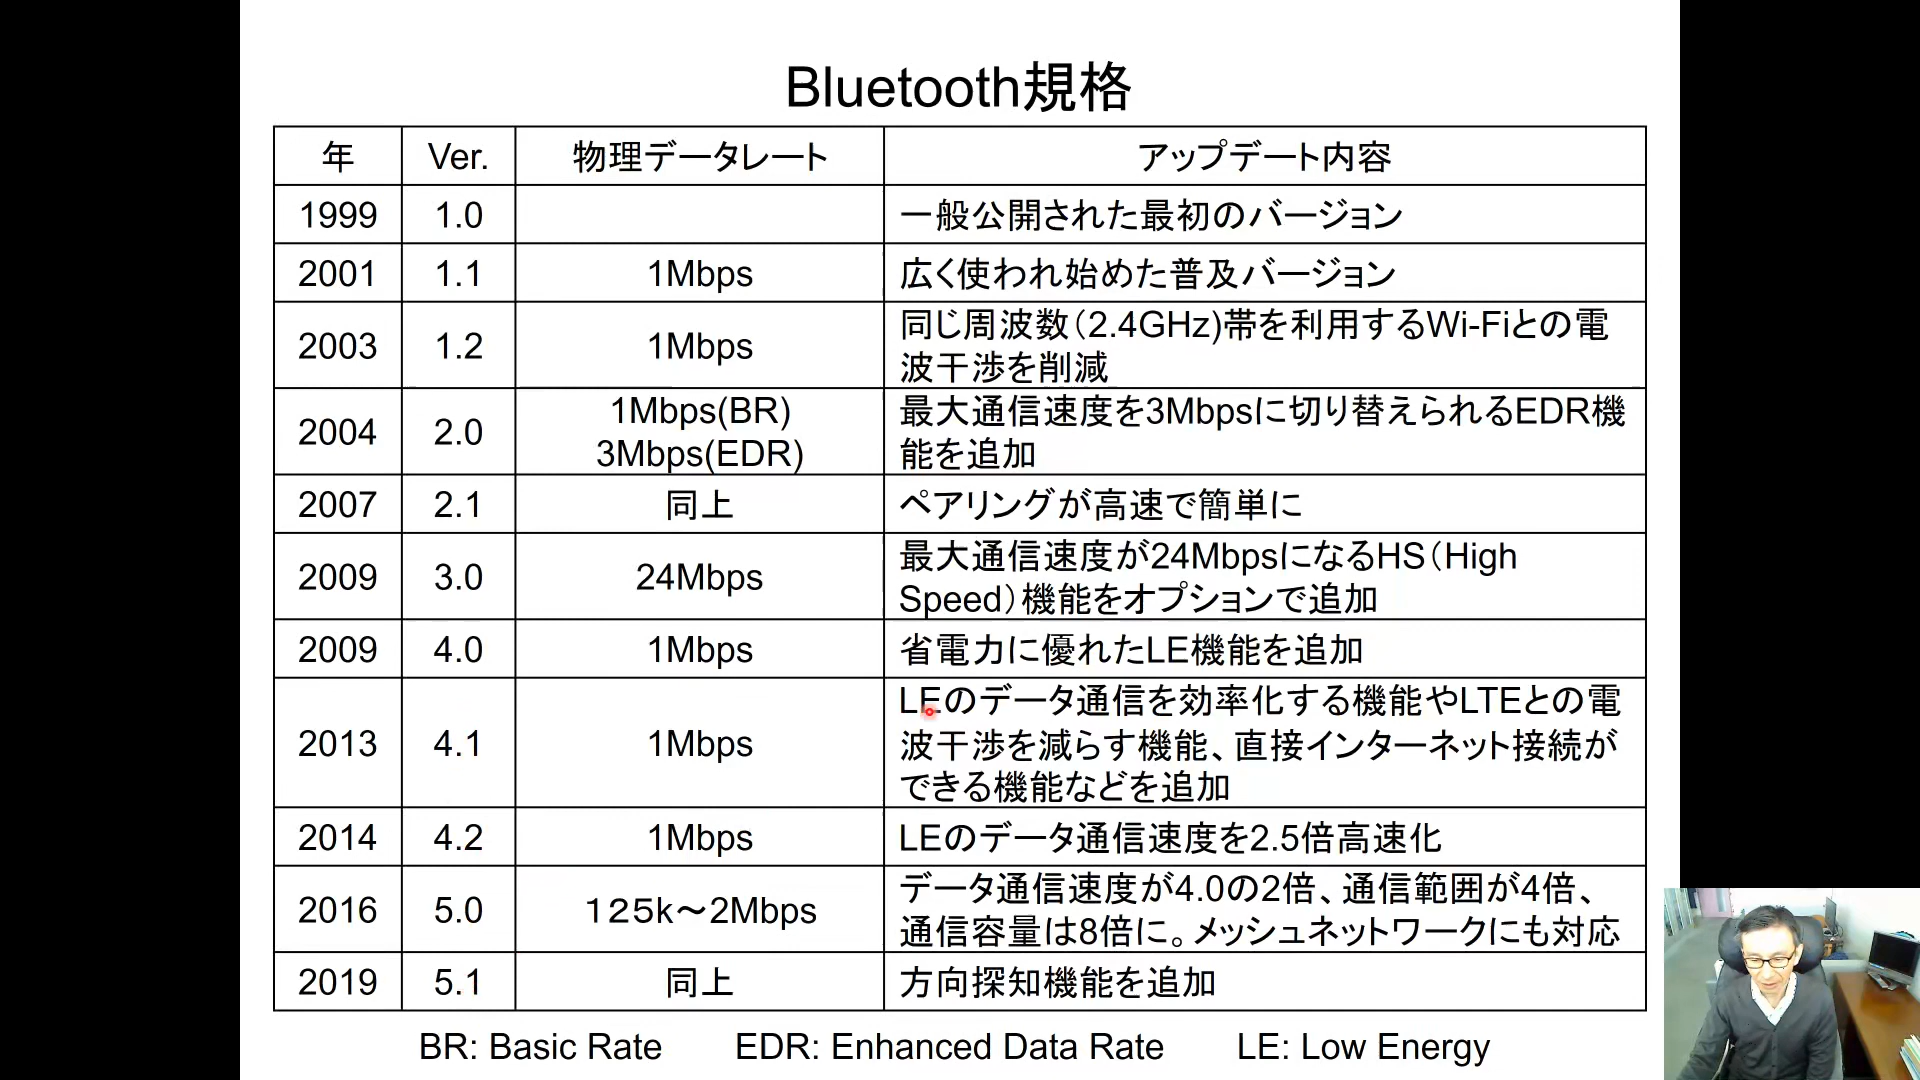 Bluetooth規格
年 Ver. 物理データレート アップデート内容
1999 1.0 一般公開された最初のバージョン
2001 1.1 1Mbps 広く使われ始めた普及バージョン
2003 1.2 1Mbps 同じ周波数（2.4GHz)帯を利用するWi-Fiとの電
波干渉を削減
2004 2.0 1Mbps(BR) 最大通信速度を3Mbpsに切り替えられるEDR機
3Mbps(EDR) 能を追加
2007 2.1 同上 ペアリングが高速で簡単に
2009 3.0 24Mbps 最大通信速度が24MbpsになるHS（High
Speed）機能をオプションで追加
2009 4.0 1Mbps 省電力に優れたLE機能を追加
2013 4.1 1Mbps LEのデータ通信を効率化する機能やLTEとの電
波干渉を減らす機能、直接インターネット接続が
できる機能などを追加
2014 4.2 1Mbps LEのデータ通信速度を2.5倍高速化
2016 5.0 １２５k～2Mbps データ通信速度が4.0の2倍、通信範囲が4倍、
通信容量は8倍に。メッシュネットワークにも対応
2019 5.1 同上 方向探知機能を追加
BR: Basic Rate EDR: Enhanced Data Rate LE: Low Energy